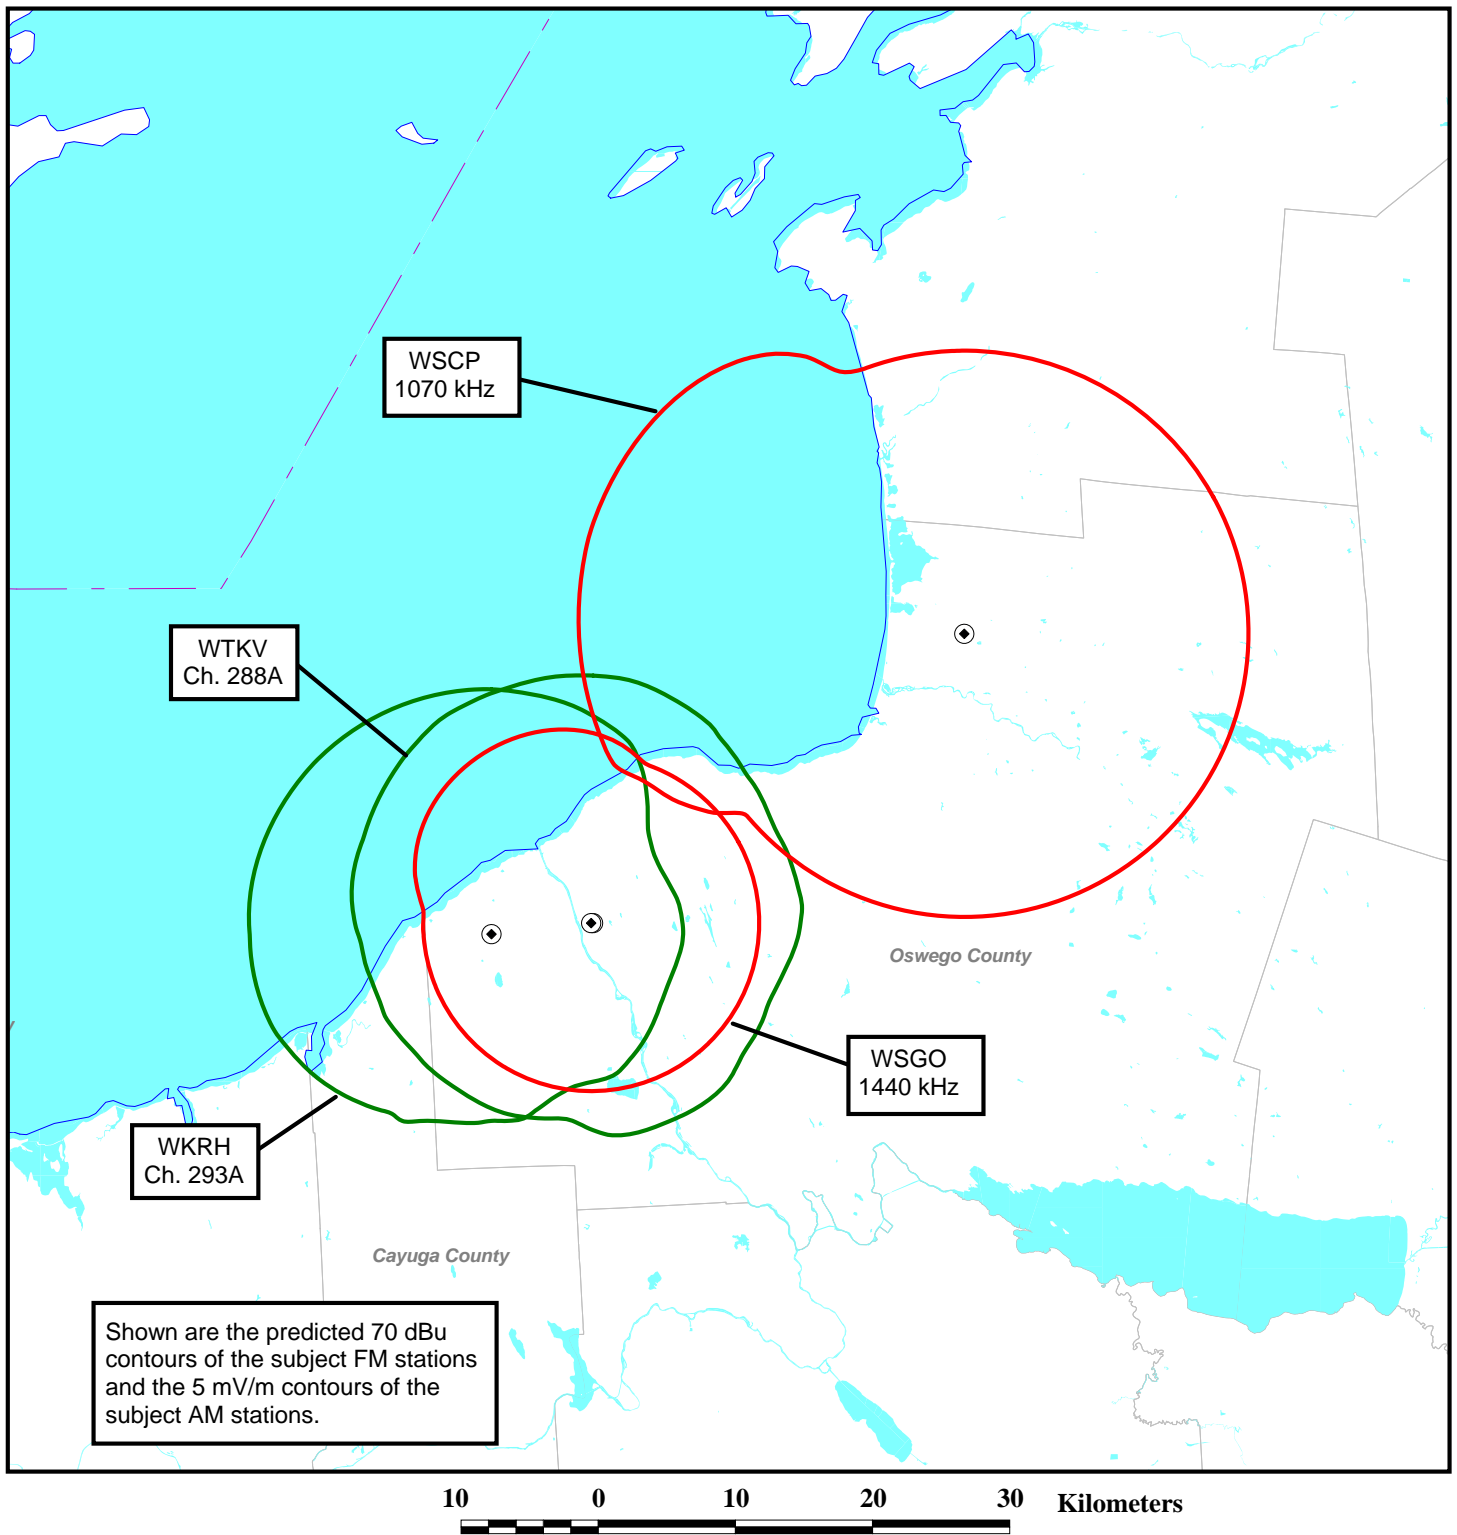 WSCP
1070 kHz
WTKV
Ch. 288A
Oswego County
WSGO
1440 kHz
WKRH
Ch. 293A
Cayuga County
Shown are the predicted 70 dBu
contours of the subject FM stations
and the 5 mV/m contours of the
subject AM stations.
10 0 10 20 30 Kilometers